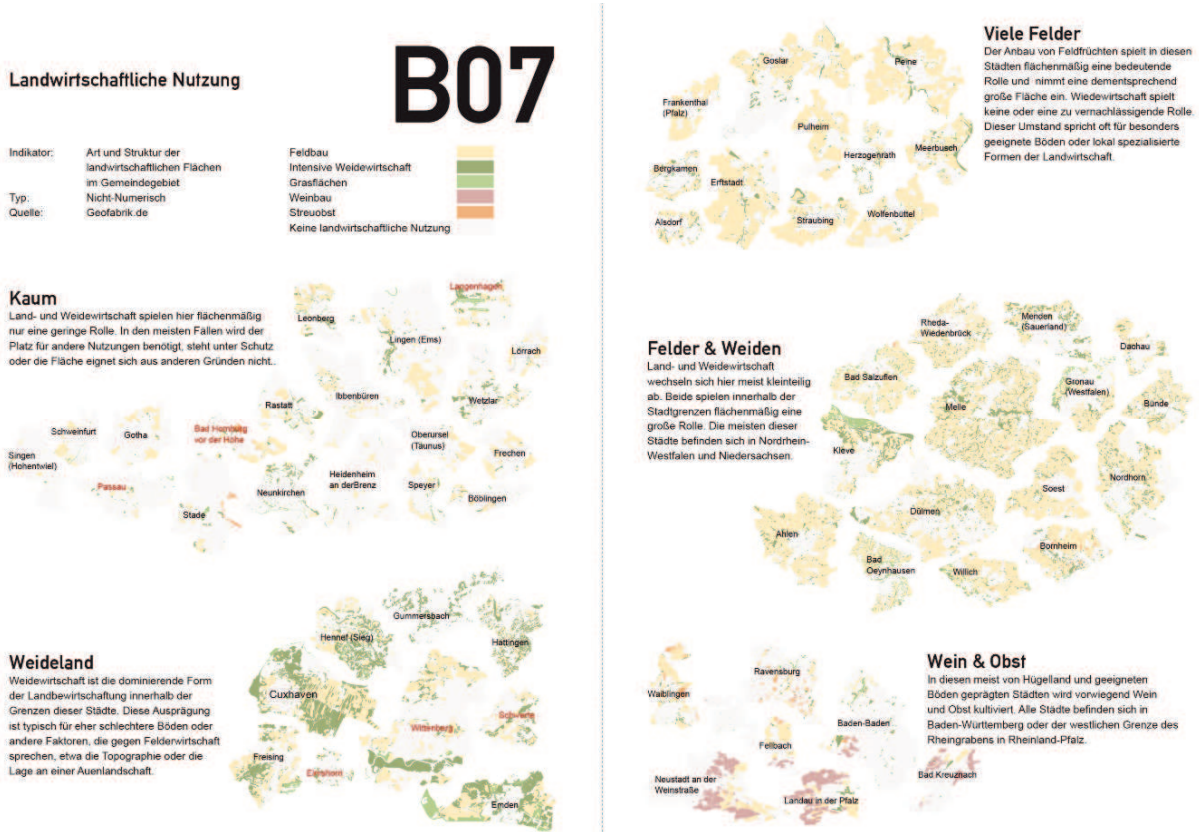 Landwirtschaftliche Nutzung
B07
Indikator: Art und Struktur der
landwirtschaftlichen Flächen
im Gemeindegebiet
Typ: Nicht-Numerisch
Quelle: Geofabrik.de
Feldbau
Intensive Weidewirtschaft
Grasflächen
Weinbau
Streuobst
Keine landwirtschaftliche Nutzung
Kaum
Land- und Weidewirtschaft spielen hier flächenmäßig
nur eine geringe Rolle. In den meisten Fällen wird der
Platz für andere Nutzungen benötigt, steht unter Schutz
oder die Fläche eignet sich aus anderen Gründen nicht..
Langenhagen
Leonberg
Lingen (Ems)
Lörrach
Ibbenbüren
Rastatt
Wetzlar
Schweinfurt
Gotha
Bad Homburg
vor der Höhe
Oberursel
(Taunus)
Frechen
Singen
(Hohentwiel)
Passau
Neunkirchen
Heidenheim
an derBrenz
Speyer
Böblingen
Stade
Weideland
Weidewirtschaft ist die dominierende Form
der Landbewirtschaftung innerhalb der
Grenzen dieser Städte. Diese Ausprägung
ist typisch für eher schlechtere Böden oder
andere Faktoren, die gegen Felderwirtschaft
sprechen, etwa die Topographie oder die
Lage an einer Auenlandschaft.
Gummersbach
Hennef (Sieg)
Hattingen
Cuxhaven
Schwerte
Wittenberg
Freising
Elmshorn
Emden
Viele Felder
Der Anbau von Feldfrüchten spielt in diesen
Städten flächenmäßig eine bedeutende
Rolle und nimmt eine dementsprechend
große Fläche ein. Wiedewirtschaft spielt
keine oder eine zu vernachlässigende Rolle.
Dieser Umstand spricht oft für besonders
geeignete Böden oder lokal spezialisierte
Formen der Landwirtschaft.
Goslar
Peine
Frankenthal
(Pfalz)
Pulheim
Herzogenrath
Meerbusch
Bergkamen
Erftstadt
Alsdorf
Straubing
Wolfenbüttel
Felder & Weiden
Land- und Weidewirtschaft
wechseln sich hier meist kleinteilig
ab. Beide spielen innerhalb der
Stadtgrenzen flächenmäßig eine
große Rolle. Die meisten dieser
Städte befinden sich in Nordrhein-
Westfalen und Niedersachsen.
Rheda-
Wiedenbrück
Menden
(Sauerland)
Dachau
Bad Salzuflen
Gronau
(Westfalen)
Melle
Bünde
Kleve
Nordhorn
Soest
Dülmen
Ahlen
Bornheim
Bad
Oeynhausen
Willich
Wein & Obst
In diesen meist von Hügelland und geeigneten
Böden geprägten Städten wird vorwiegend Wein
und Obst kultiviert. Alle Städte befinden sich in
Baden-Württemberg oder der westlichen Grenze des
Rheingrabens in Rheinland-Pfalz.
Ravensburg
Waiblingen
Baden-Baden
Fellbach
Bad Kreuznach
Neustadt an der
Weinstraße
Landau in der Pfalz